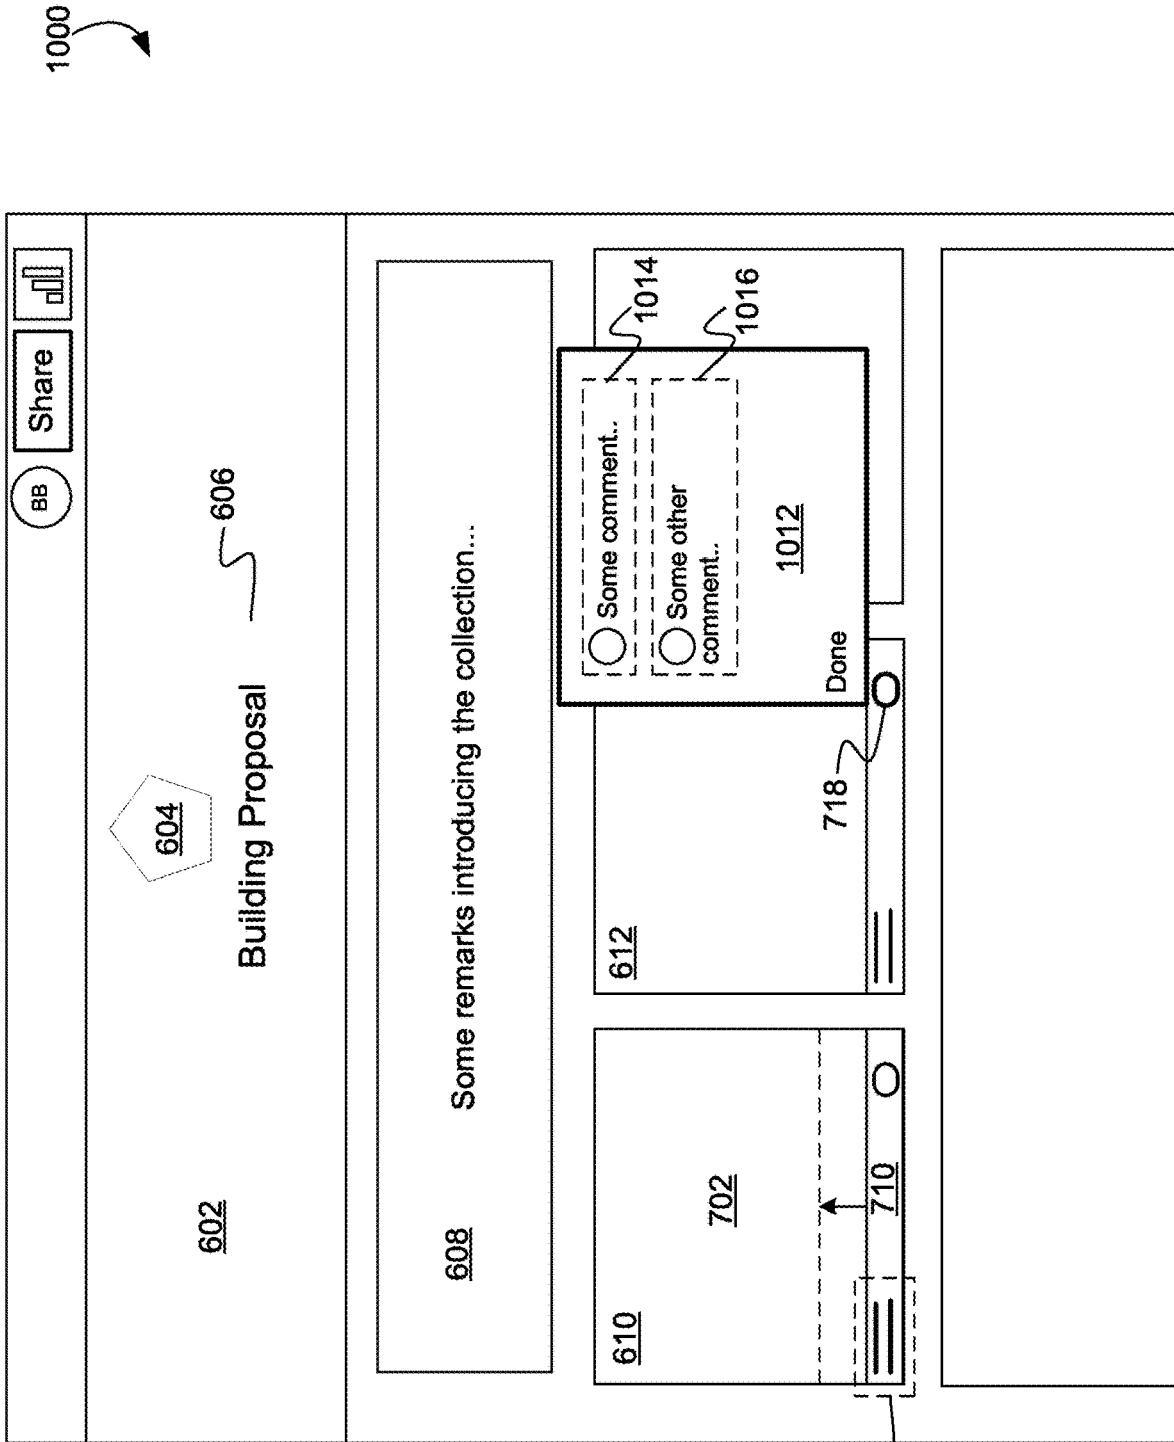 1000
BB
Share
604
606
Building Proposal
602
Some remarks introducing the collection...
608
610
702
710
612
718
Some comment..
1014
Some other
comment..
1016
1012
Done